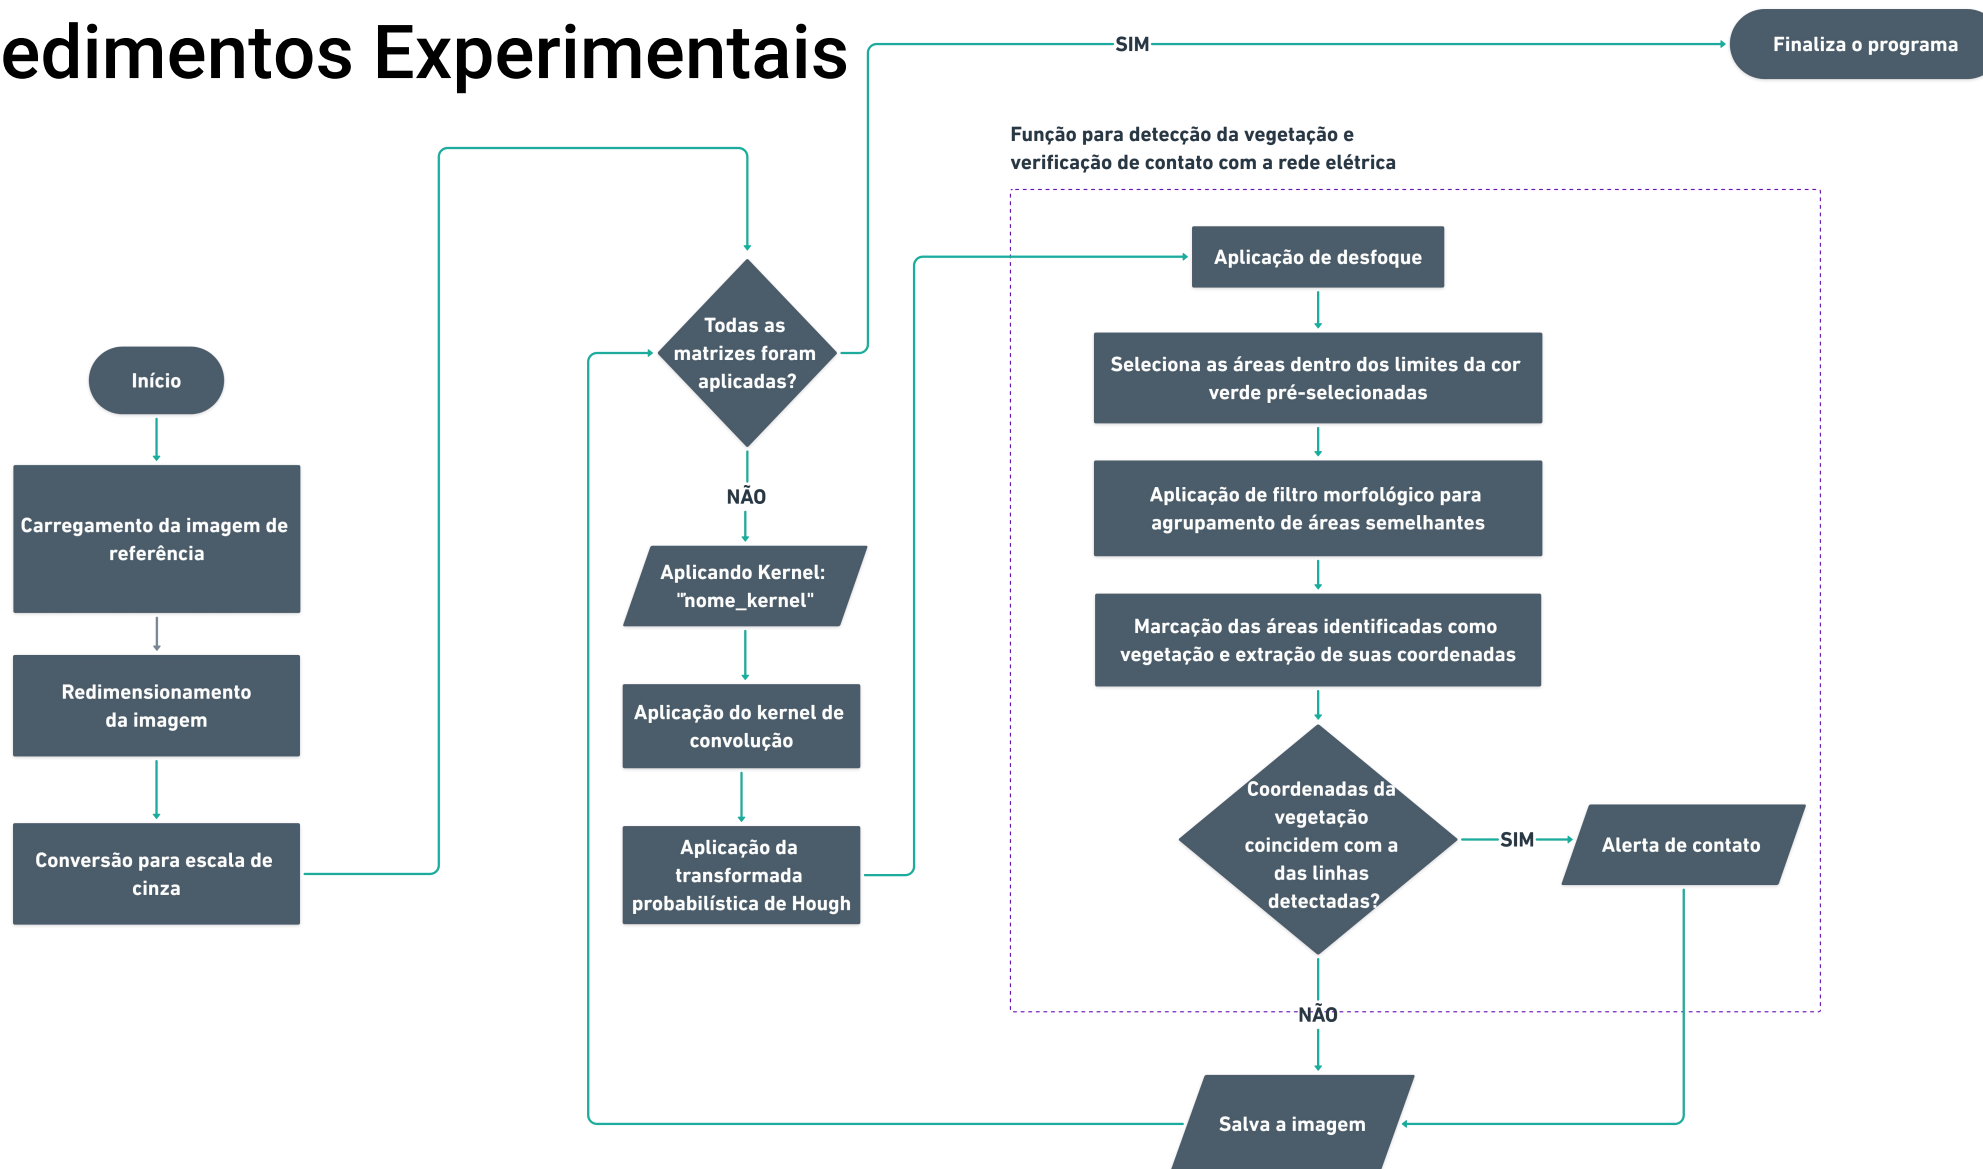 edimentos Experimentais
SIM
Finaliza o programa
Função para detecção da vegetação e
verificação de contato com a rede elétrica
Início
Carregamento da imagem de
referência
Redimensionamento
da imagem
Conversão para escala de
cinza
Todas as
matrizes foram
aplicadas?
NÃO
Aplicando Kernel:
"nome_kernel"
Aplicação do kernel de
convolução
Aplicação da
transformada
probabilística de Hough
Aplicação de desfoque
Seleciona as áreas dentro dos limites da cor
verde pré-selecionadas
Aplicação de filtro morfológico para
agrupamento de áreas semelhantes
Marcação das áreas identificadas como
vegetação e extração de suas coordenadas
Coordenadas da
vegetação
coincidem com a
das linhas
detectadas?
SIM
Alerta de contato
NÃO
Salva a imagem